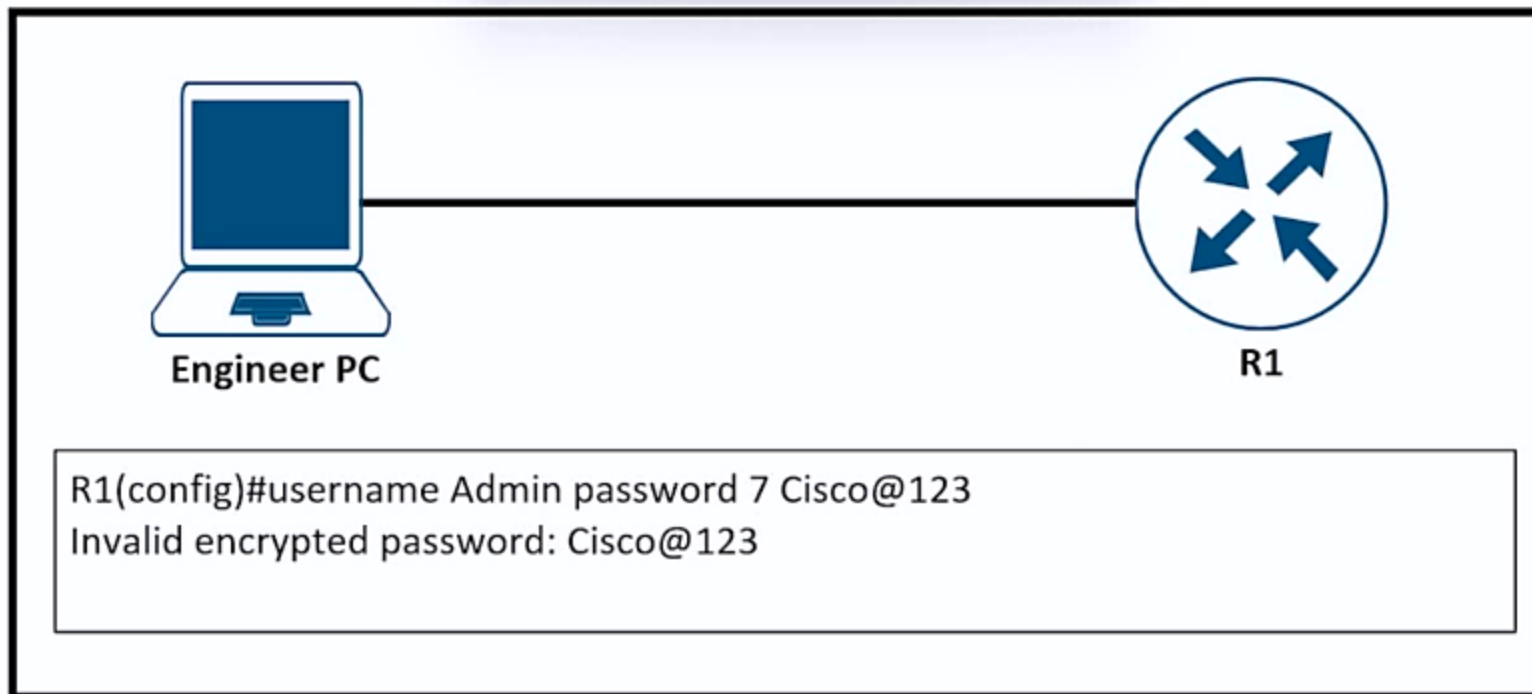 Engineer PC
R1
R1(config)#username Admin password 7 Cisco@123
Invalid encrypted password: Cisco@123